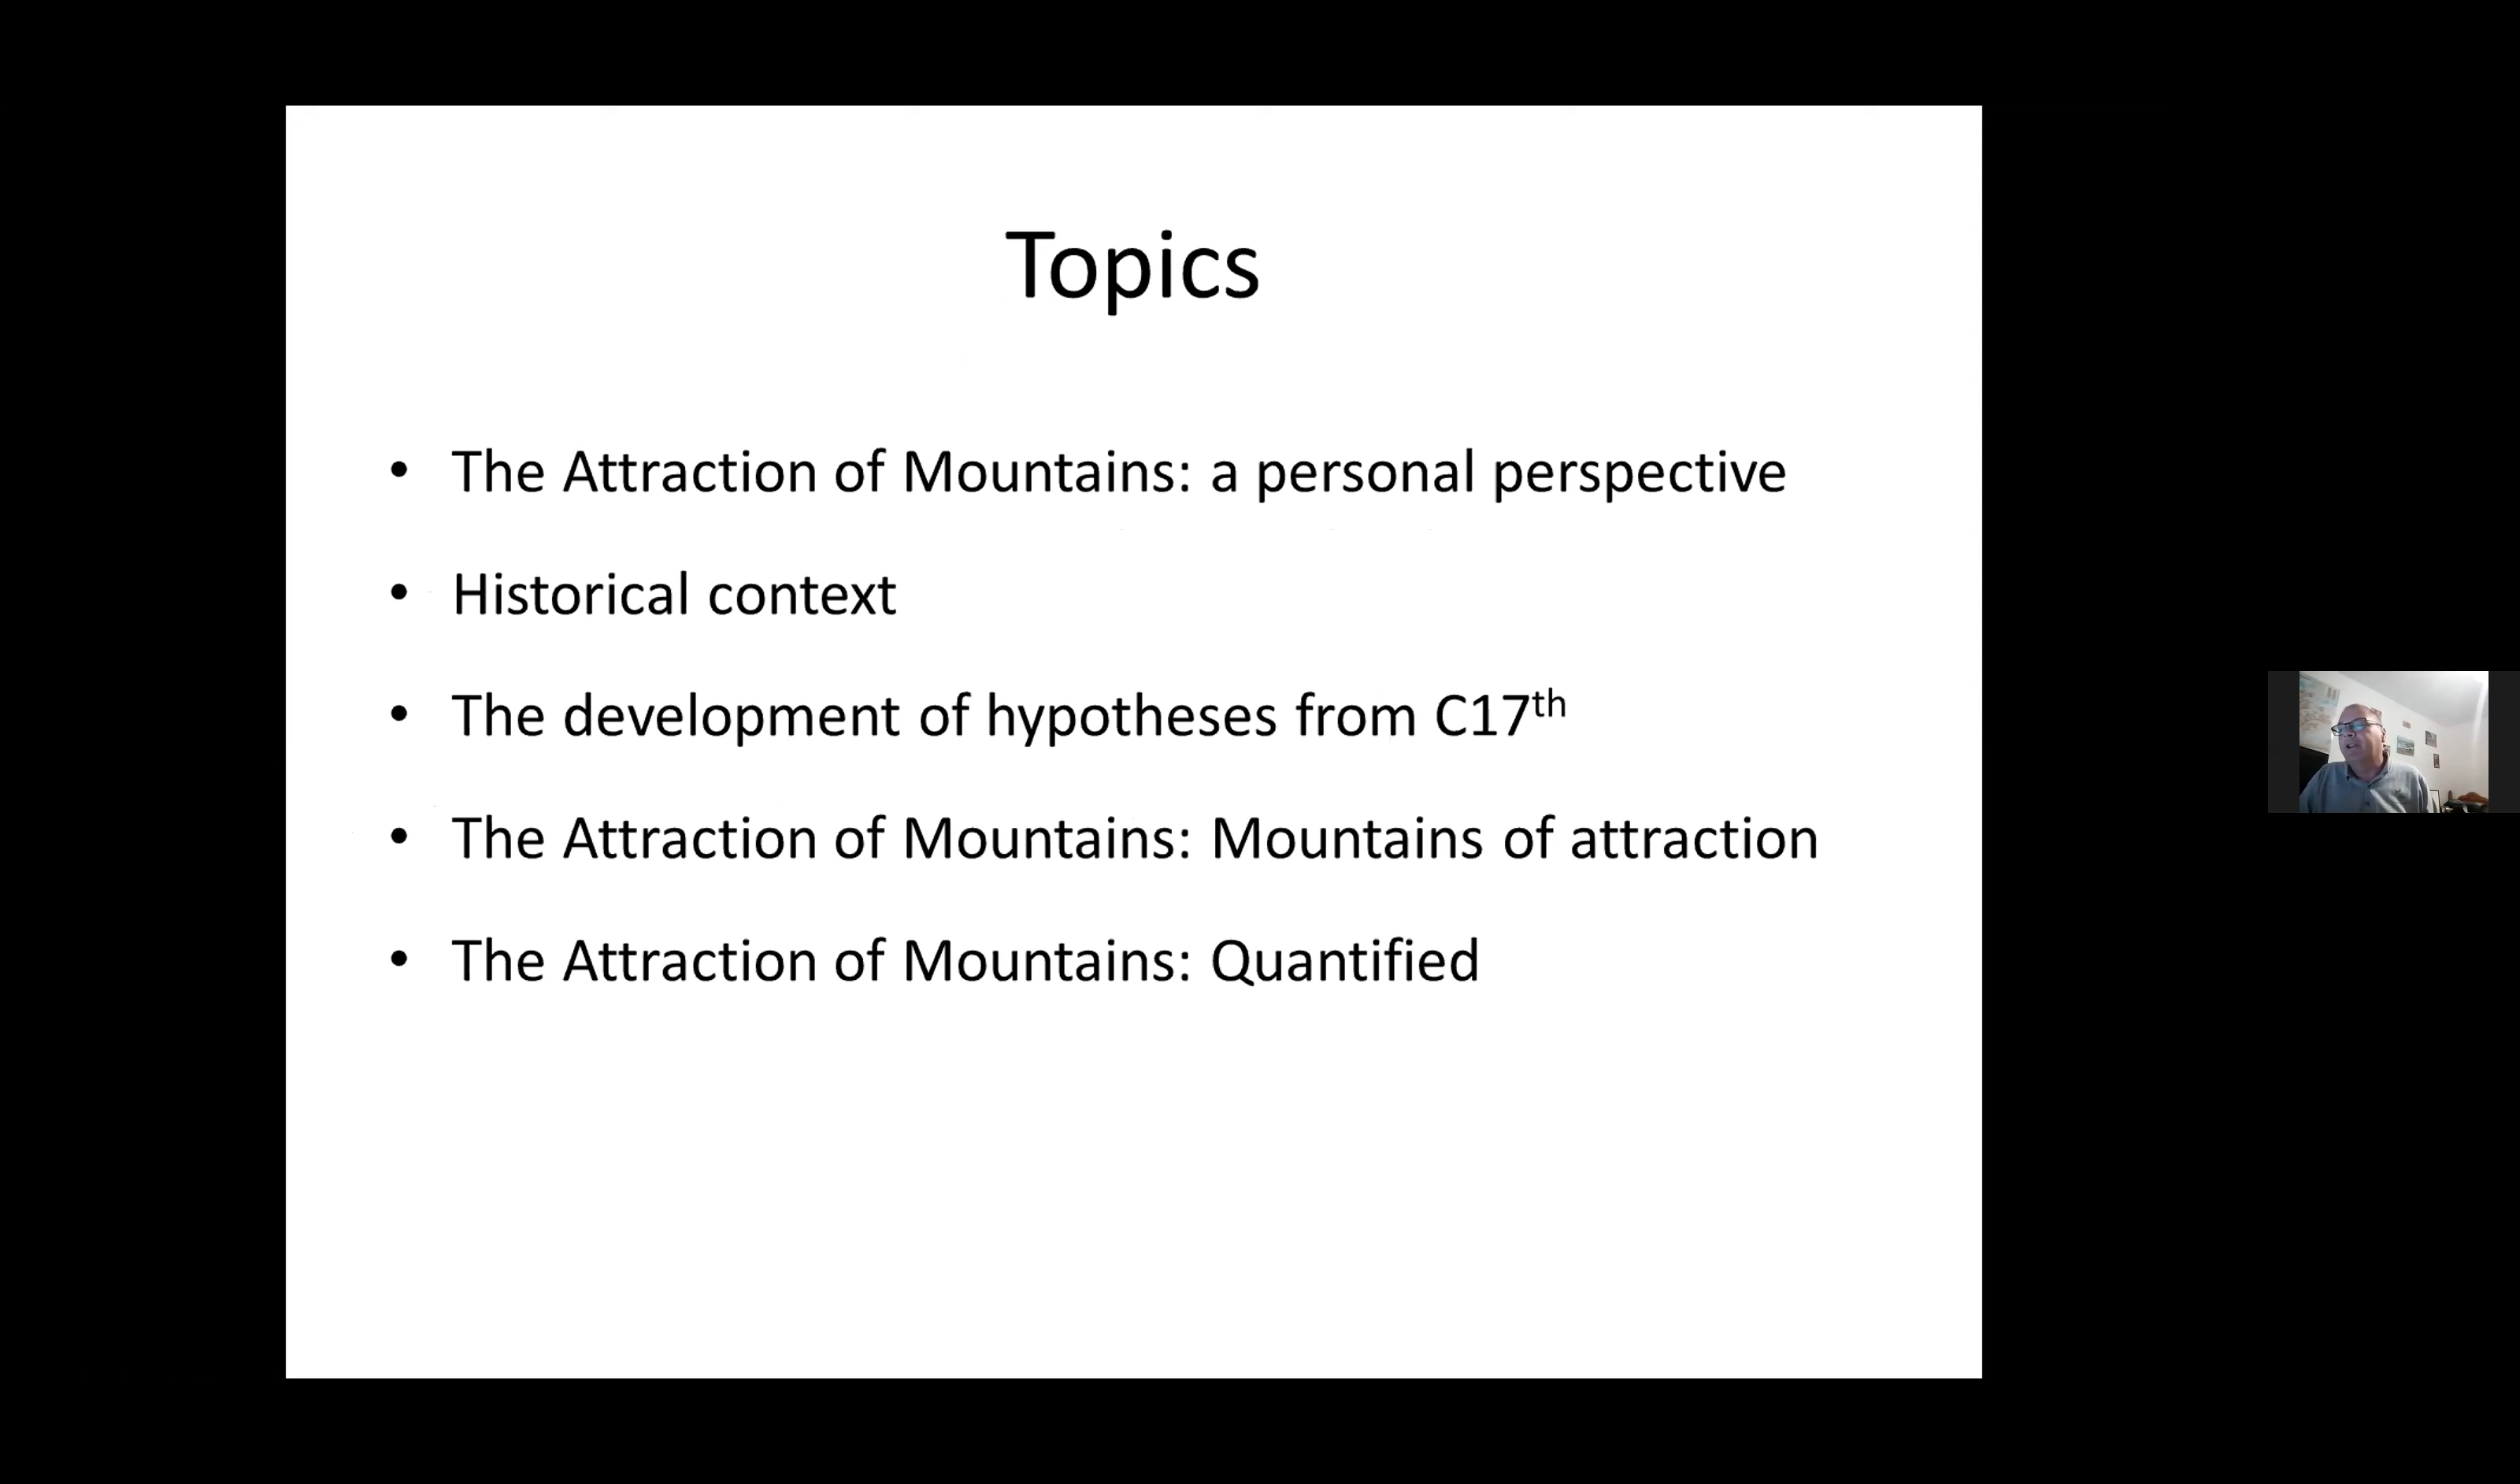 Topics
• The Attraction of Mountains: a personal perspective
• Historical context
• The development of hypotheses from C17th
• The Attraction of Mountains: Mountains of attraction
• The Attraction of Mountains: Quantified